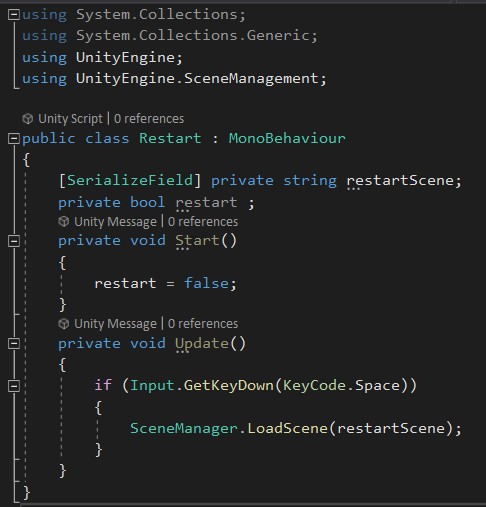 using System.Collections;
using System.Collections.Generic;
using UnityEngine;
using UnityEngine.SceneManagement;
Unity Script | 0 references
public class Restart : MonoBehaviour
{
[SerializeField] private string restartScene;
private bool restart ;
Unity Message | 0 references
private void Start()
{
restart = false;
}
Unity Message | 0 references
private void Update()
{
if (Input.GetKeyDown(KeyCode.Space))
{
SceneManager.LoadScene(restartScene);
}
}
}